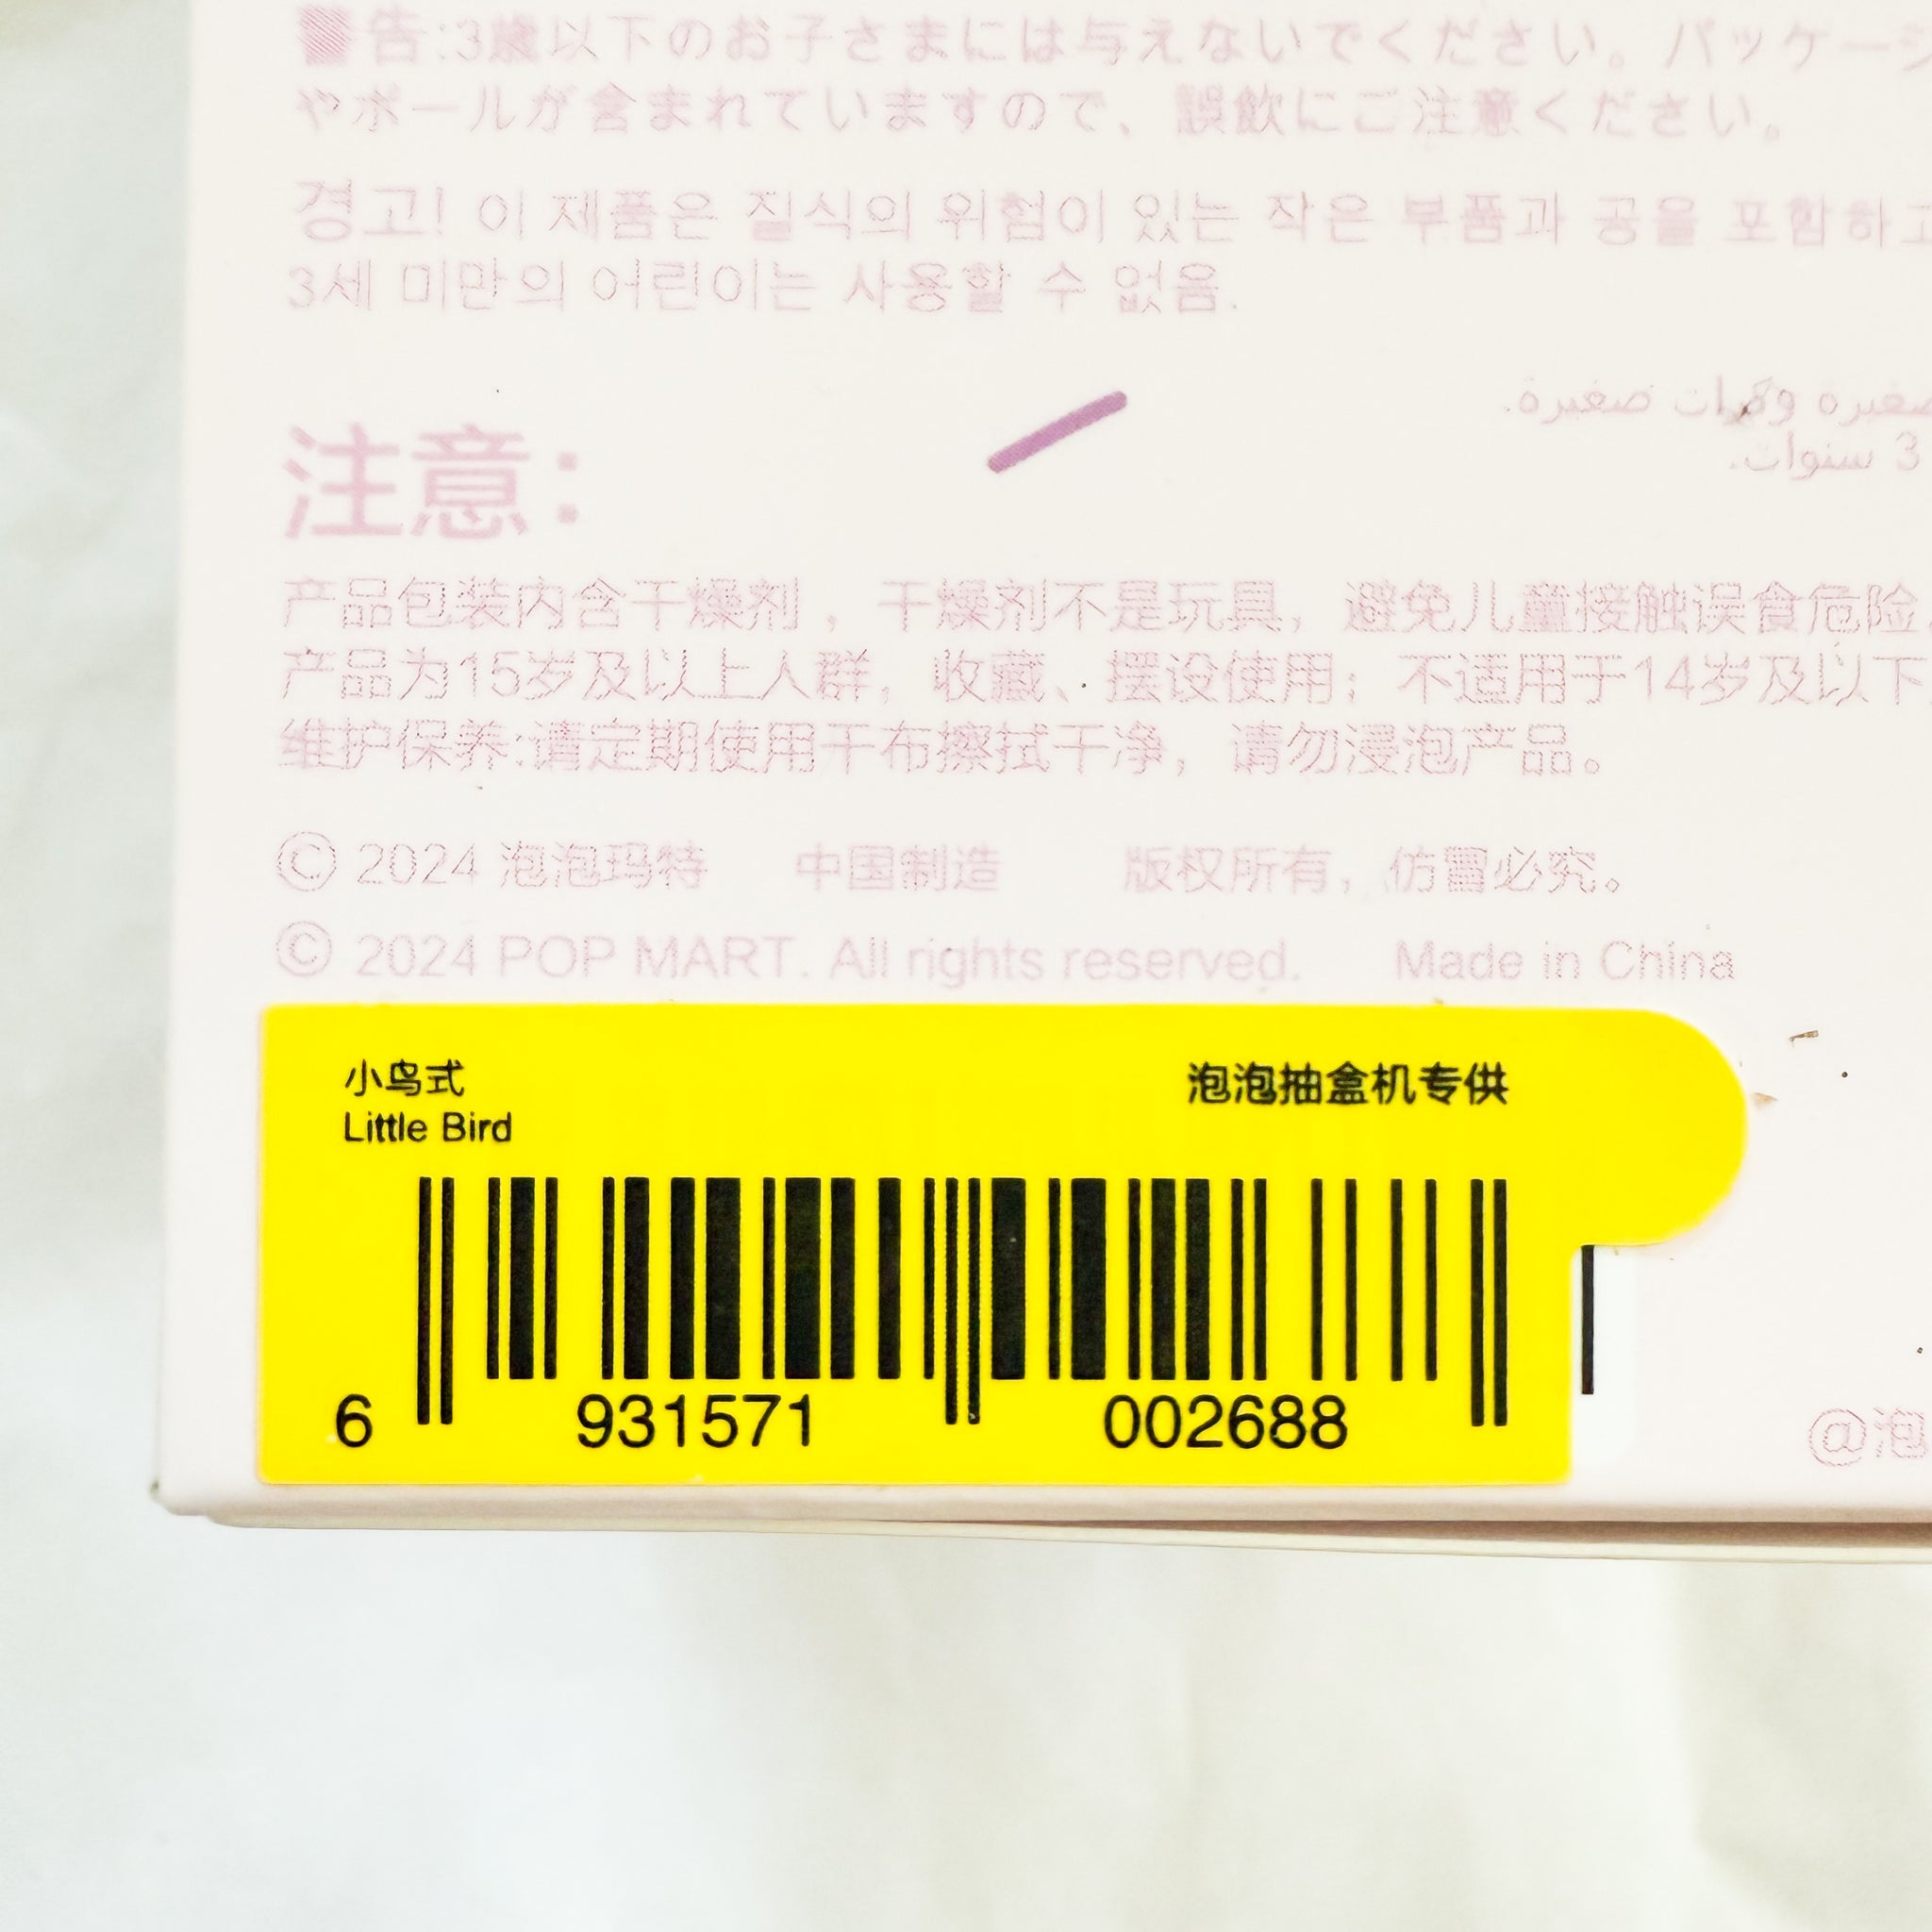 警告:3歳以下のお子さまには与えないでください。パッケージ
やボールが含まれていますので、誤飲にご注意ください。
경고! 이 제품은 질식의 위험이 있는 작은 부품과 공을 포함하고
3세 미만의 어린이는 사용할 수 없음.
صغيره وكرات صغيرة.
3 سنوات.
注意：
产品包装内含干燥剂，干燥剂不是玩具，避免儿童接触误食危险。
产品为15岁及以上人群，收藏、摆设使用；不适用于14岁及以下
维护保养:请定期使用干布擦拭干净，请勿浸泡产品。
© 2024 泡泡玛特 中国制造 版权所有，仿冒必究。
© 2024 POP MART. All rights reserved. Made in China
小鸟式 泡泡抽盒机专供
Little Bird
6 931571 002688
@泡